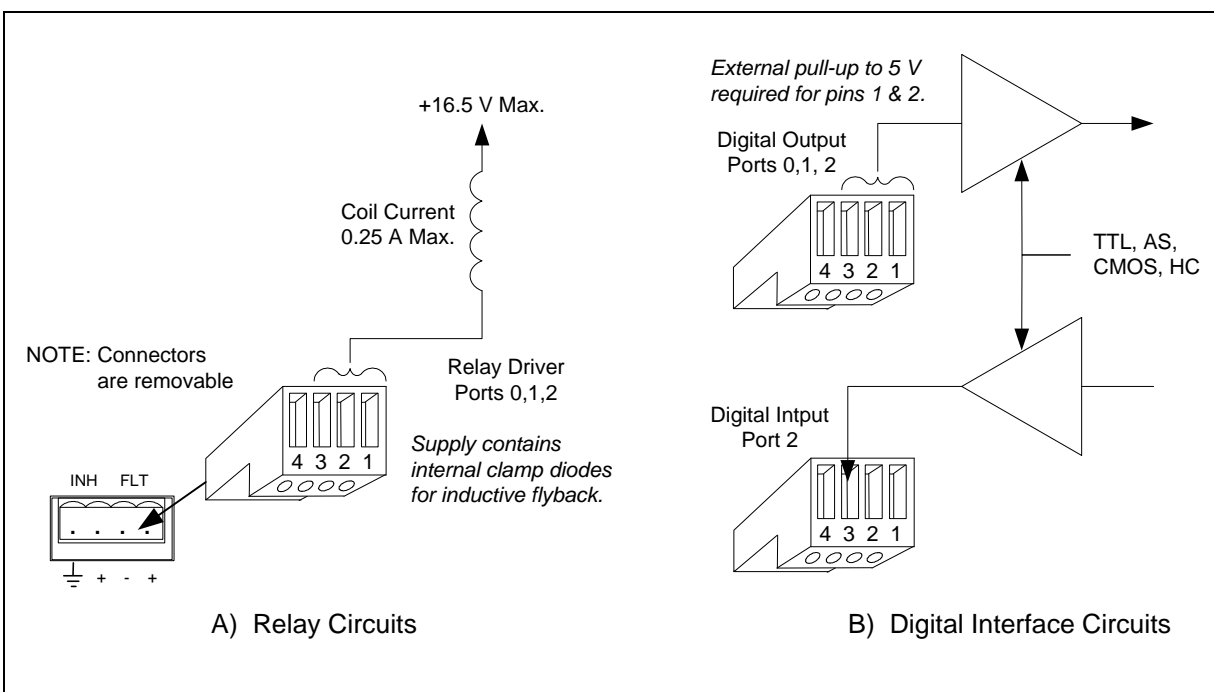 +16.5 V Max.
Coil Current
0.25 A Max.
NOTE: Connectors
are removable
Relay Driver
Ports 0,1,2
4 3 2 1
Supply contains
internal clamp diodes
for inductive flyback.
INH FLT
+ - +
A) Relay Circuits
External pull-up to 5 V
required for pins 1 & 2.
Digital Output
Ports 0,1, 2
4 3 2 1
TTL, AS,
CMOS, HC
Digital Intput
Port 2
4 3 2 1
B) Digital Interface Circuits